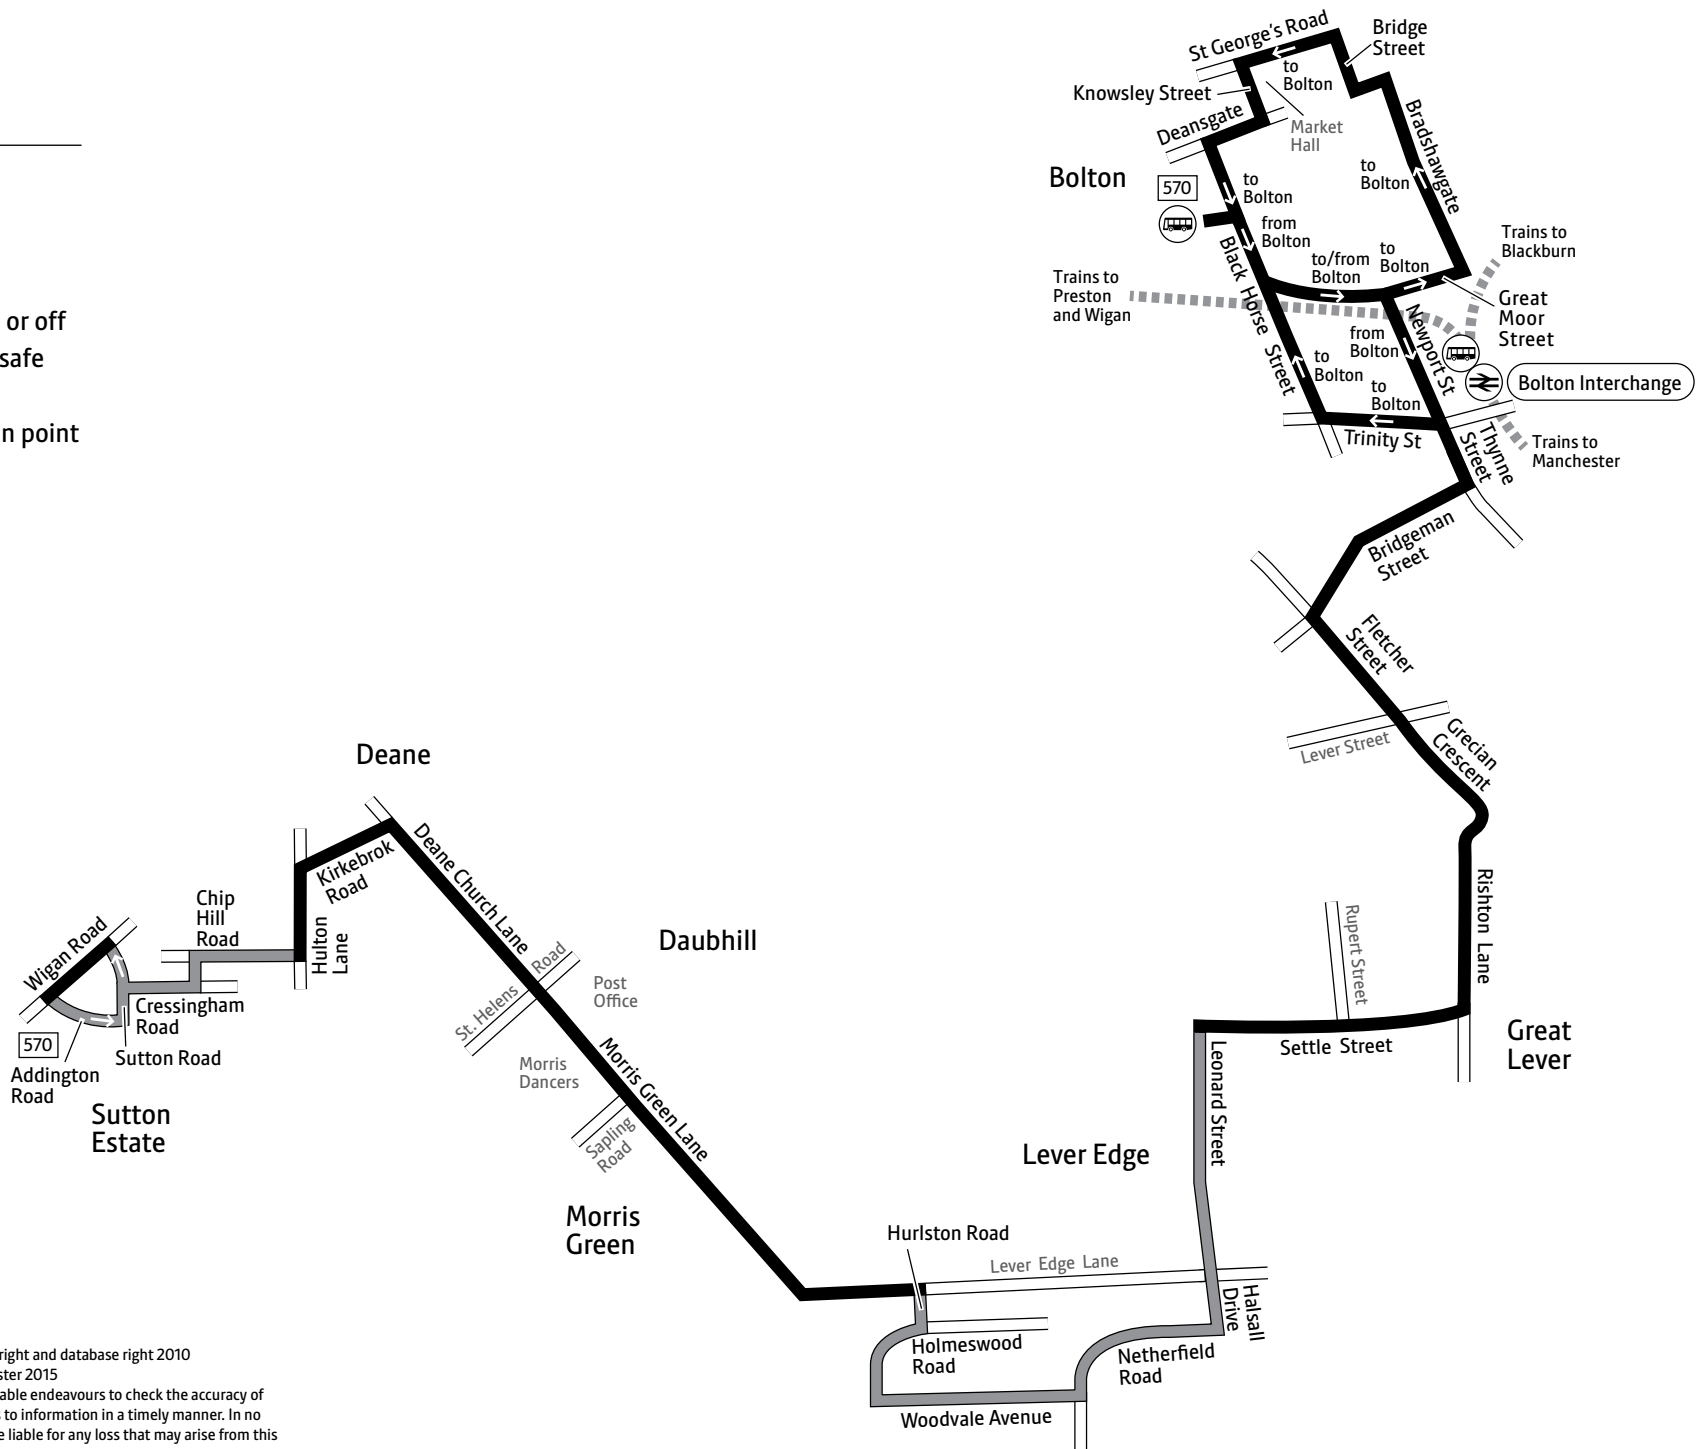 St George's Road
Bridge
Street
to
Bolton
Knowsley Street
Deansgate
Market
Hall
Bradshawgate
Bolton
570
to
Bolton
to
Bolton
from
Bolton
to/from
Bolton
to
Bolton
Trains to
Blackburn
Trains to
Preston
and Wigan
Black Horse Street
Great
Moor
Street
Newport St
from
Bolton
to
Bolton
to
Bolton
Bolton Interchange
Trinity St
Thynne
Street
Trains to
Manchester
or off
safe
n point
Bridgeman
Street
Fletcher
Street
Lever Street
Grecian
Crescent
Rishton Lane
Rupert Street
Settle Street
Great
Lever
Leonard Street
Lever Edge
Deane
Kirkebrok
Road
Deane Church Lane
Daubhill
Chip
Hill
Road
Hulton
Lane
Wigan Road
Cressingham
Road
Sutton Road
570
Addington
Road
Sutton
Estate
St. Helens Road
Post
Office
Morris
Dancers
Morris Green Lane
Sapling
Road
Morris
Green
Hurlston Road
Lever Edge Lane
Halsall
Drive
Holmeswood
Road
Netherfield
Road
Woodvale Avenue
right and database right 2010
ster 2015
able endeavours to check the accuracy of
s to information in a timely manner. In no
e liable for any loss that may arise from this